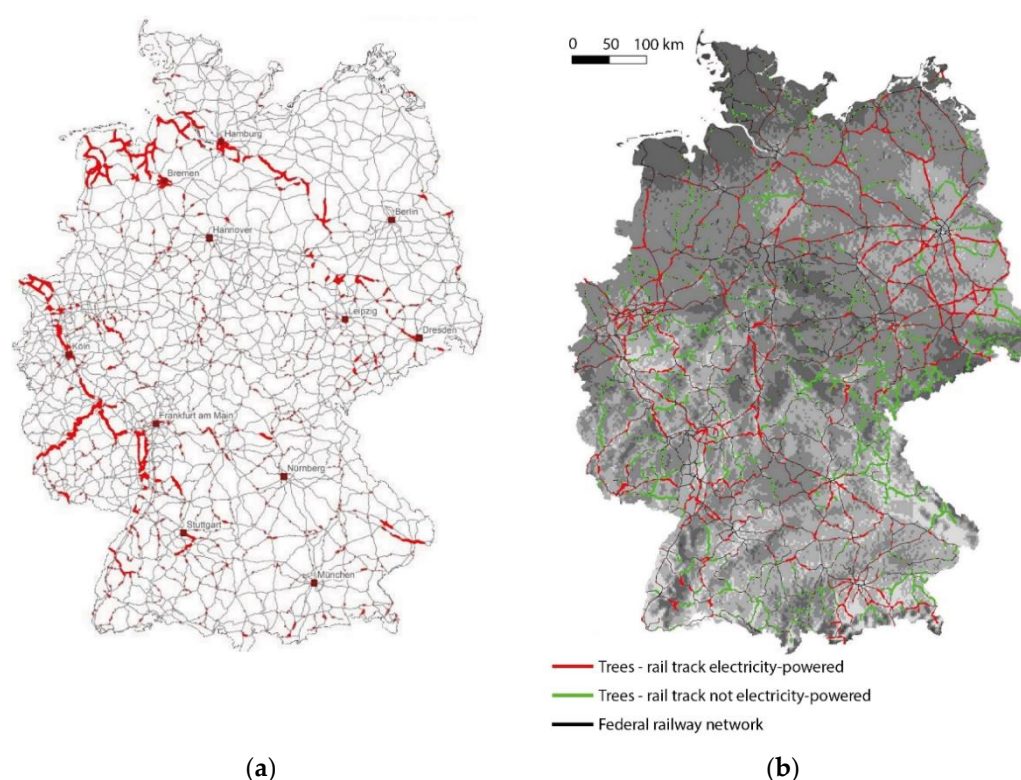 Hamburg
Bremen
Berlin
Hannover
Leipzig
Dresden
Köln
Frankfurt am Main
Nürnberg
Stuttgart
München
(a)
0 50 100 km
Trees - rail track electricity-powered
Trees - rail track not electricity-powered
Federal railway network
(b)